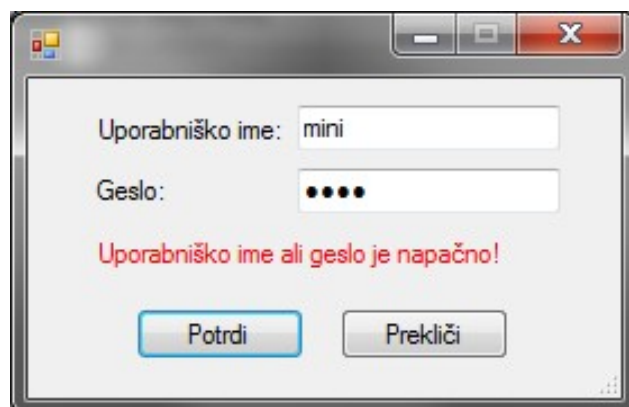 Uporabniško ime: mini
Geslo: ●●●●
Uporabniško ime ali geslo je napačno!
Potrdi Prekliči